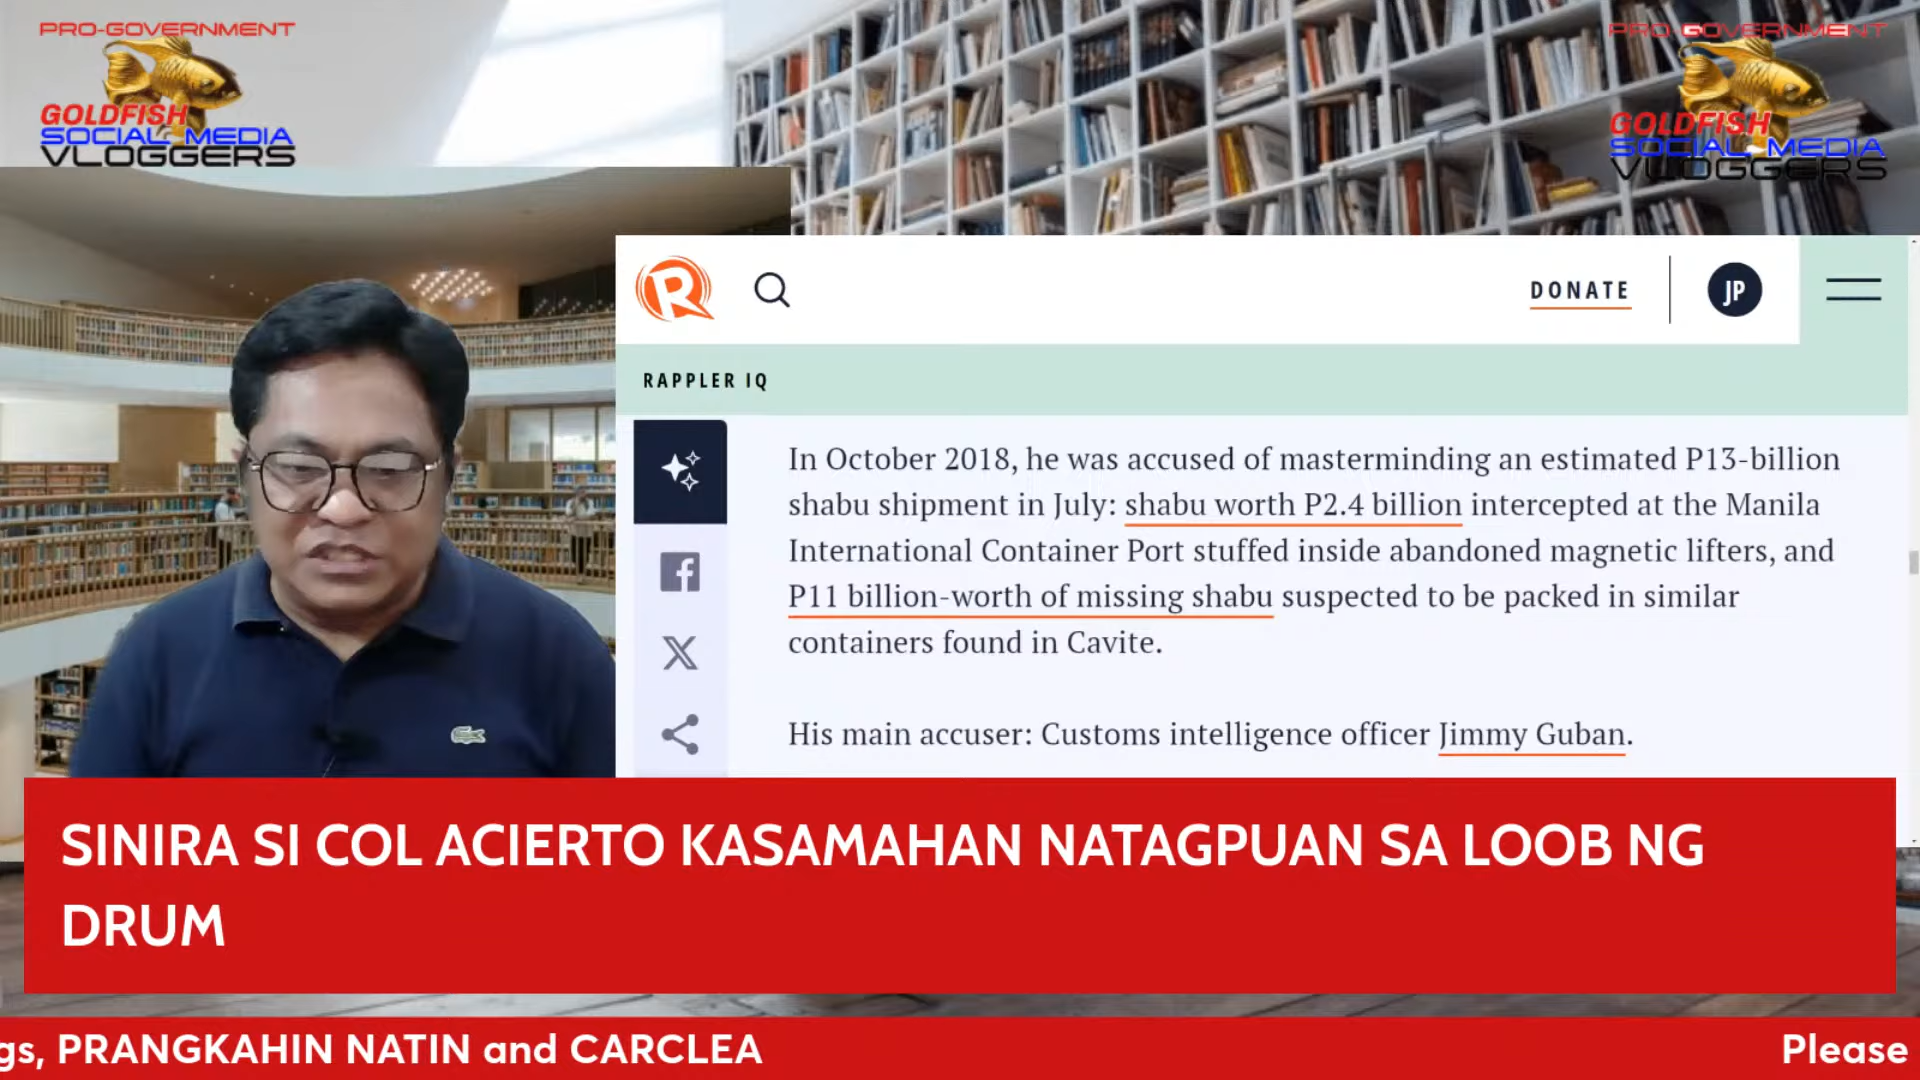 PRO-GOVERNMENT
GOLDFISH
SOCIAL MEDIA
VLOGGERS
PRO-GOVERNMENT
GOLDFISH
SOCIAL MEDIA
VLOGGERS
R
DONATE
JP
RAPPLER IQ
In October 2018, he was accused of masterminding an estimated P13-billion
shabu shipment in July: shabu worth P2.4 billion intercepted at the Manila
International Container Port stuffed inside abandoned magnetic lifters, and
P11 billion-worth of missing shabu suspected to be packed in similar
containers found in Cavite.
His main accuser: Customs intelligence officer Jimmy Guban.
SINIRA SI COL ACIERTO KASAMAHAN NATAGPUAN SA LOOB NG
DRUM
gs, PRANGKAHIN NATIN and CARCLEA
Please